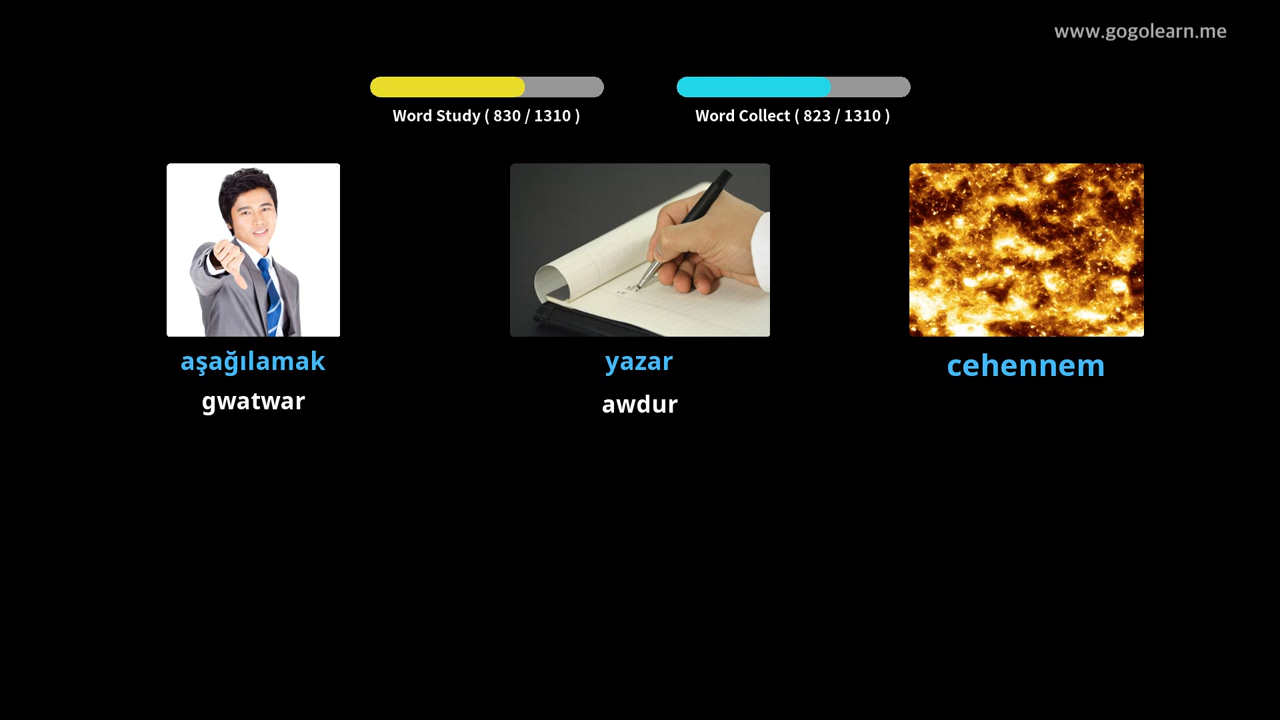 www.gogolearn.me
Word Study ( 830 / 1310 )
Word Collect ( 823 / 1310 )
aşağılamak
gwatwar
yazar
awdur
cehennem